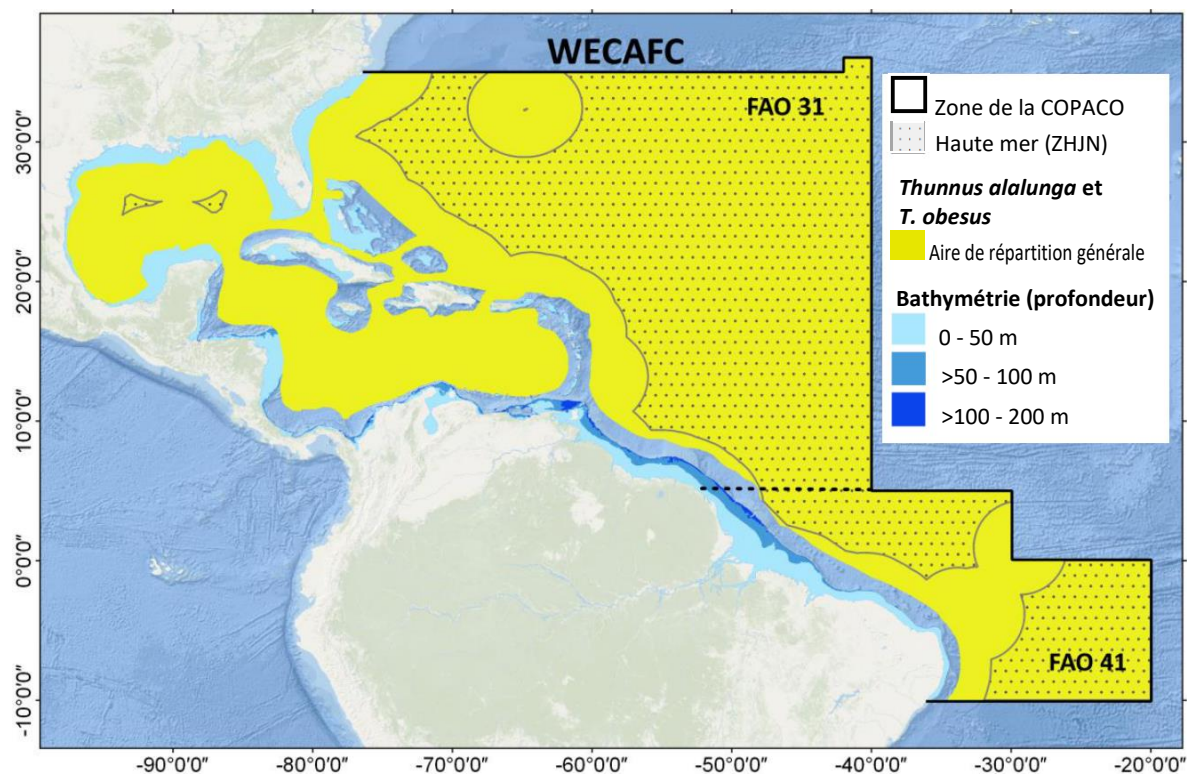 WECAFC
FAO 31
FAO 41
Zone de la COPACO
Haute mer (ZHJN)
Thunnus alalunga et
T. obesus
Aire de répartition générale
Bathymétrie (profondeur)
0 - 50 m
>50 - 100 m
>100 - 200 m
30°0'0"
20°0'0"
10°0'0"
0°0'0"
-10°0'0"
-90°0'0"
-80°0'0"
-70°0'0"
-60°0'0"
-50°0'0"
-40°0'0"
-30°0'0"
-20°0'0"